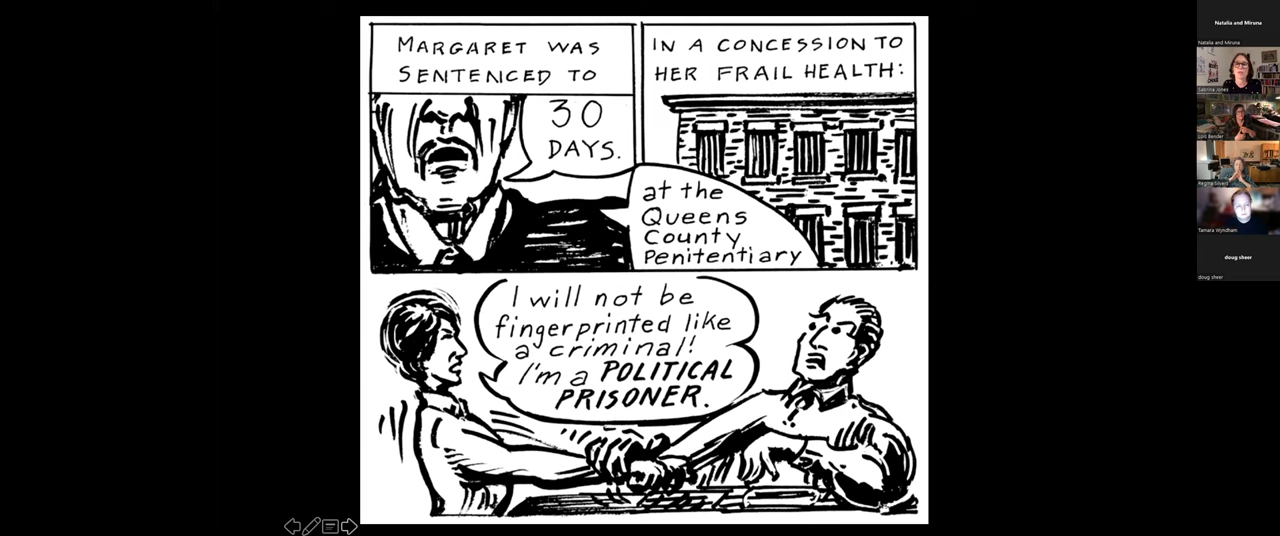 MARGARET WAS
SENTENCED TO
30
DAYS.
IN A CONCESSION TO
HER FRAIL HEALTH:
at the
Queens
County
Penitentiary
I will not be
fingerprinted like
a criminal!
I'm a POLITICAL
PRISONER.
Natalia and Miruna
Natalia and Miruna
Sabrina Jones
Lois Bender
Regina Silvers
Tamara Wyndham
doug sheer
doug sheer